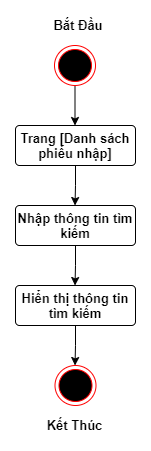 Bắt Đầu
Trang [Danh sách
phiếu nhập]
Nhập thông tin tìm
kiếm
Hiển thị thông tin
tìm kiếm
Kết Thúc